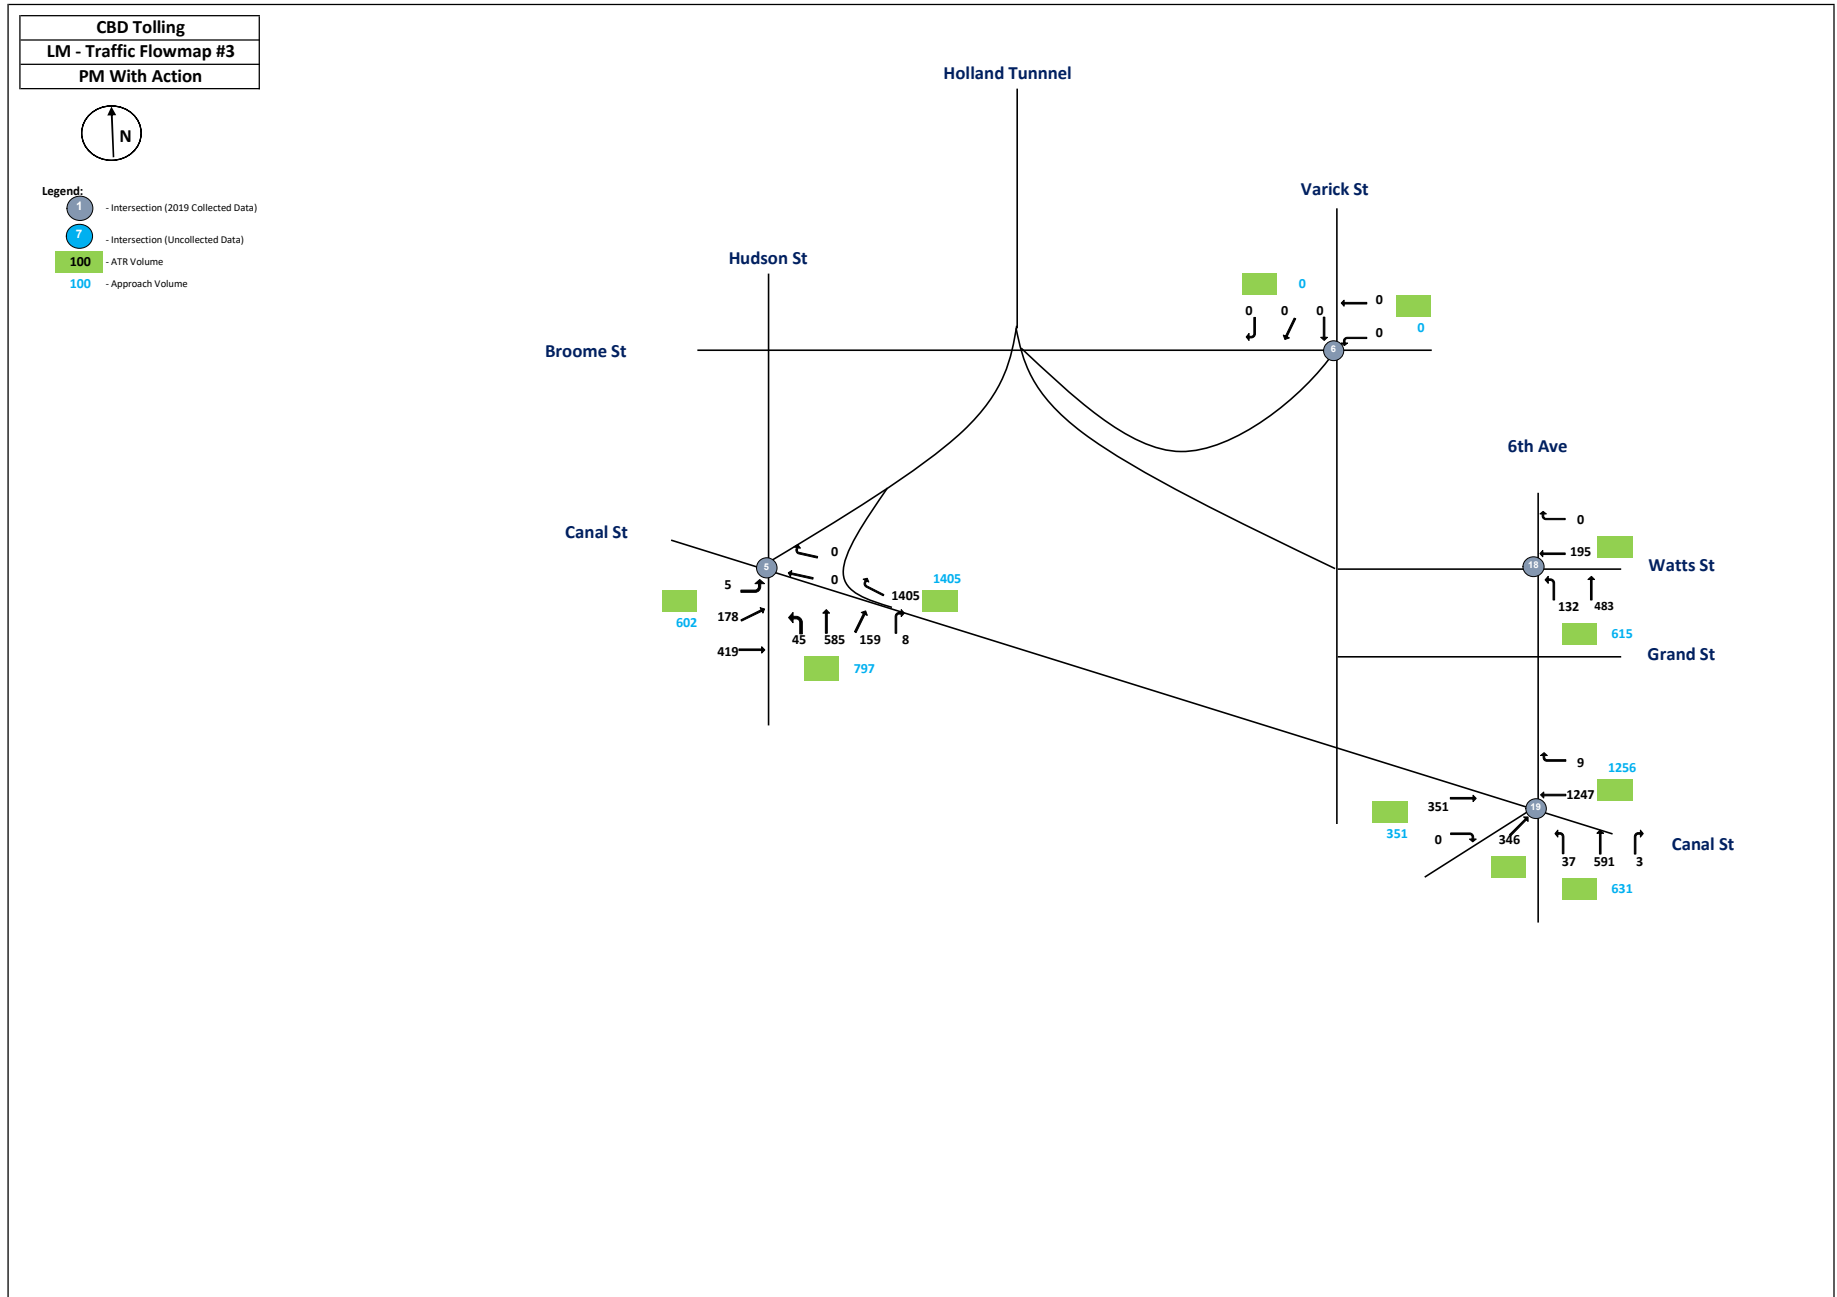 CBD Tolling
LM - Traffic Flowmap #3
PM With Action
N
Legend:
1 - Intersection (2019 Collected Data)
7 - Intersection (Uncollected Data)
100 - ATR Volume
100 - Approach Volume
Holland Tunnnel
Varick St
Hudson St
0
0 0 0 0
0 0
Broome St
6
6th Ave
0
195
Canal St
0
5
0
18
Watts St
5
1405
1405
178
602
132 483
45 585 159 8
615
419
797
Grand St
9
1256
1247
351
19
351
0
346
Canal St
37 591 3
631